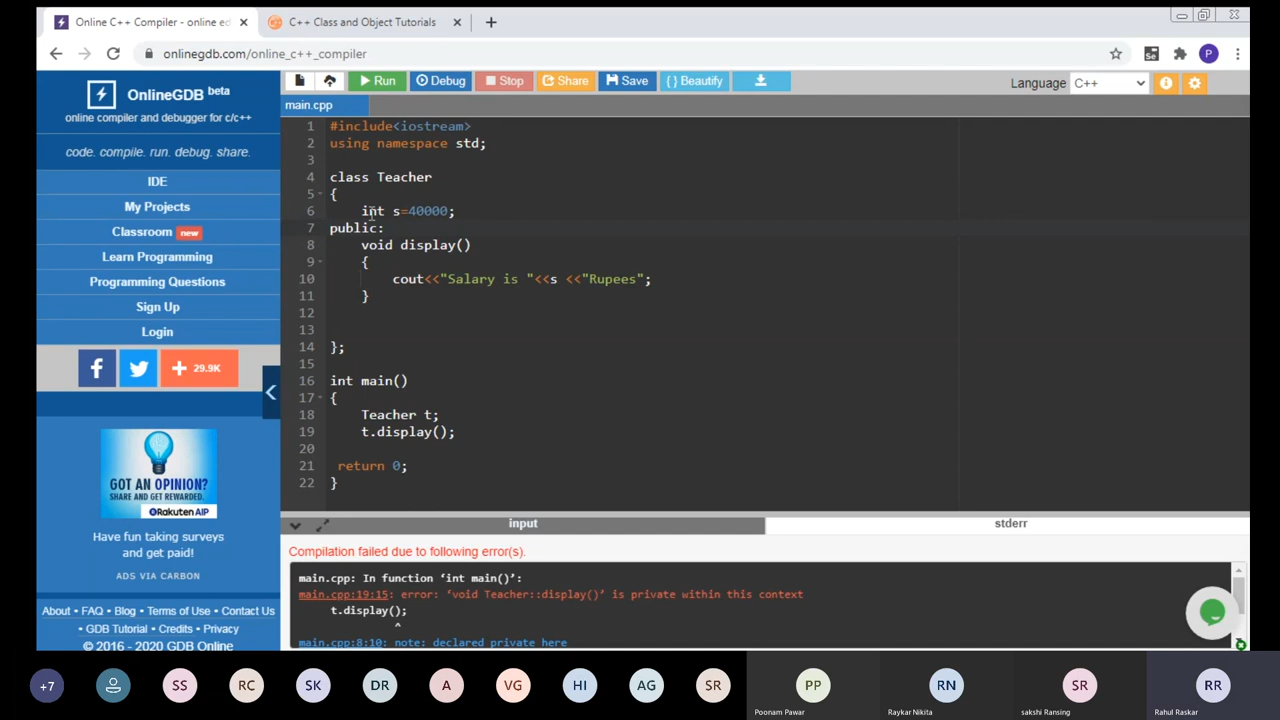 Online C++ Compiler - online ed
C++ Class and Object Tutorials
onlinegdb.com/online_c++_compiler
Se
P
OnlineGDB beta
online compiler and debugger for c/c++
code. compile. run. debug. share.
IDE
My Projects
Classroom new
Learn Programming
Programming Questions
Sign Up
Login
f
+ 29.9K
GOT AN OPINION?
SHARE AND GET REWARDED.
Rakuten AIP
Have fun taking surveys
and get paid!
ADS VIA CARBON
About • FAQ • Blog • Terms of Use • Contact Us
• GDB Tutorial • Credits • Privacy
© 2016 - 2020 GDB Online
Run
Debug
Stop
Share
Save
{ } Beautify
Language C++
main.cpp
1 #include<iostream>
2 using namespace std;
3
4 class Teacher
5 {
6 int s=40000;
7 public:
8 void display()
9 {
10 cout<<"Salary is "<<s <<"Rupees";
11 }
12
13
14 };
15
16 int main()
17 {
18 Teacher t;
19 t.display();
20
21 return 0;
22 }
input
stderr
Compilation failed due to following error(s).
main.cpp: In function ‘int main()’:
main.cpp:19:15: error: ‘void Teacher::display()’ is private within this context
t.display();
^
main.cpp:8:10: note: declared private here
+7
SS
RC
SK
DR
A
VG
HI
AG
SR
PP
Poonam Pawar
RN
Raykar Nikita
SR
sakshi Ransing
RR
Rahul Raskar